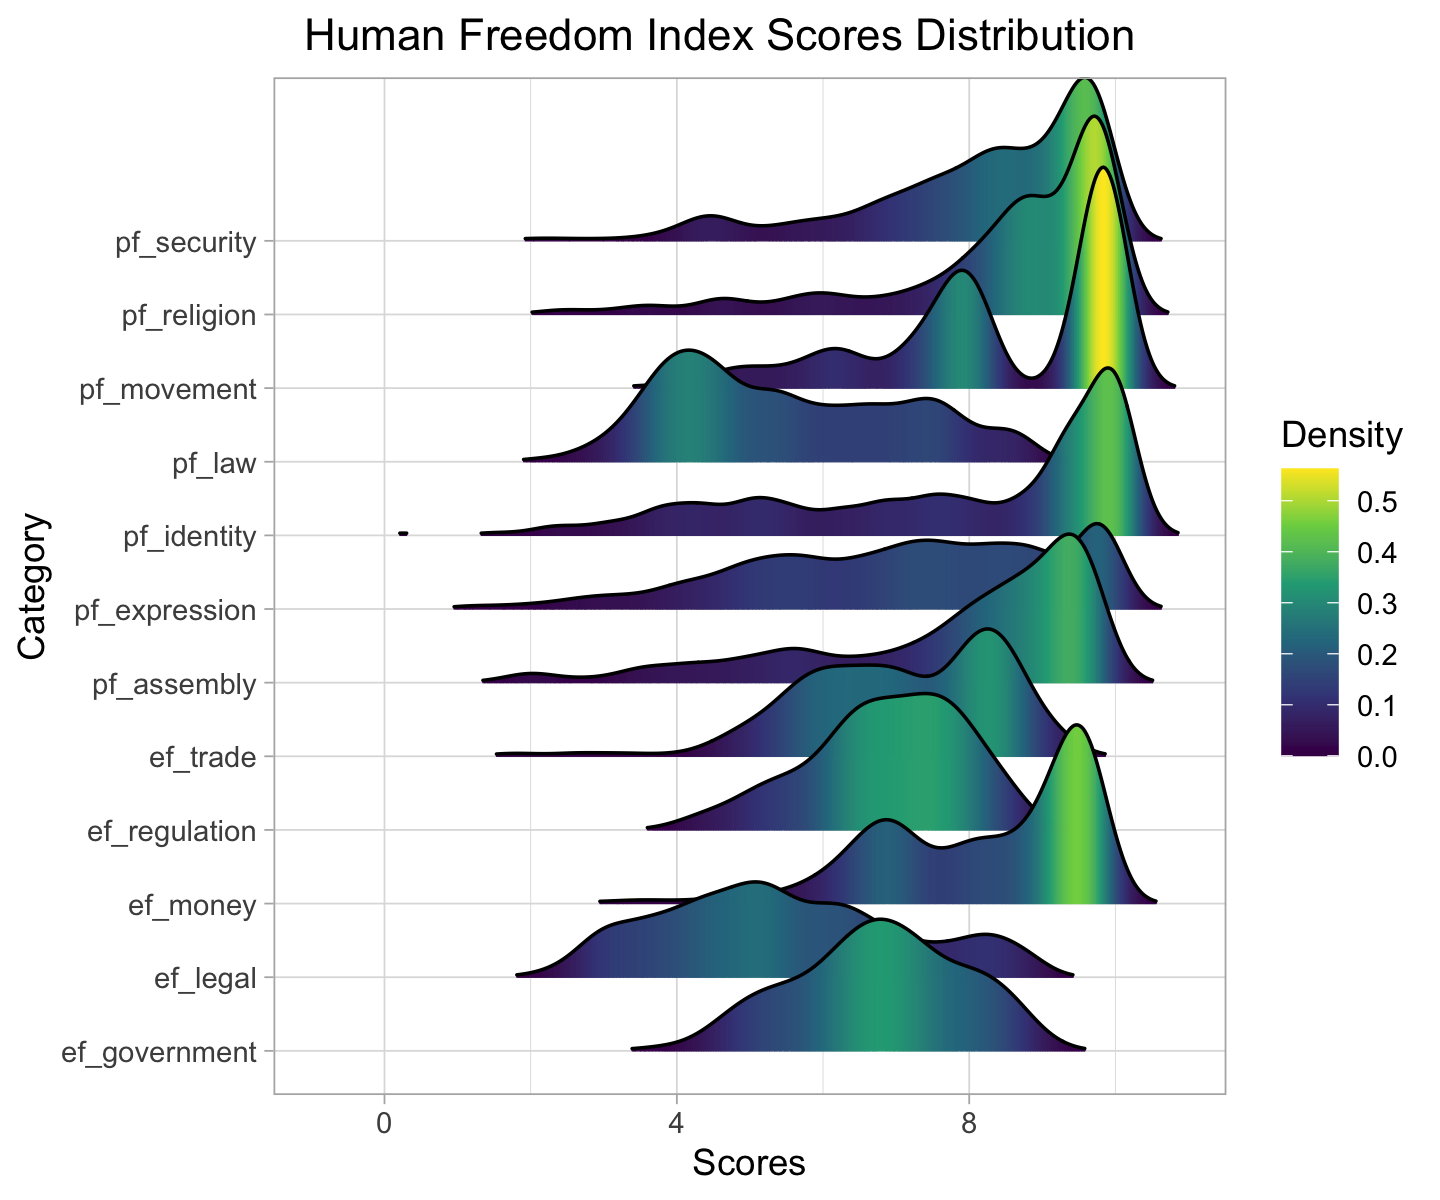 Human Freedom Index Scores Distribution
Category
pf_security
pf_religion
pf_movement
pf_law
pf_identity
pf_expression
pf_assembly
ef_trade
ef_regulation
ef_money
ef_legal
ef_government
0 4 8
Scores
Density
0.5
0.4
0.3
0.2
0.1
0.0